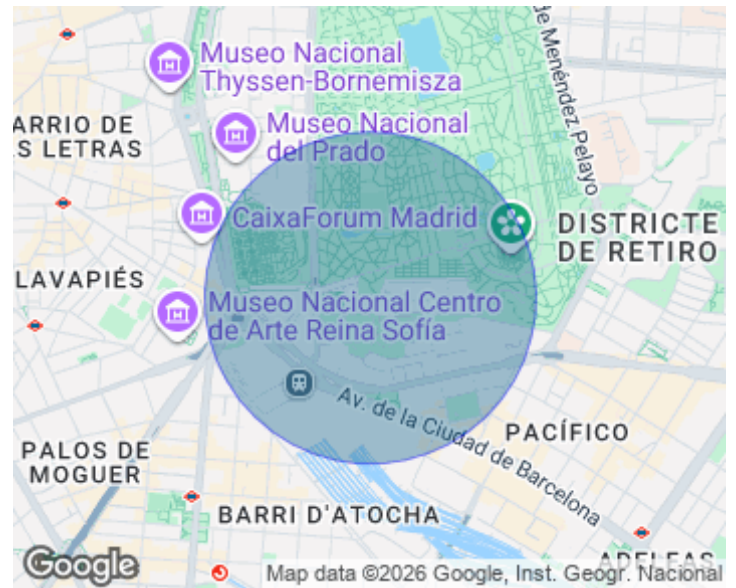 de Menéndez Pelayo
Museo Nacional
Thyssen-Bornemisza
ARRIO DE
S LETRAS
Museo Nacional
del Prado
CaixaForum Madrid
DISTRICTE
DE RETIRO
LAVAPIÉS
Museo Nacional Centro
de Arte Reina Sofía
Av. de la Ciudad de Barcelona
PACÍFICO
PALOS DE
MOGUER
BARRI D'ATOCHA
Google
Map data ©2026 Google, Inst. Geogr. Nacional